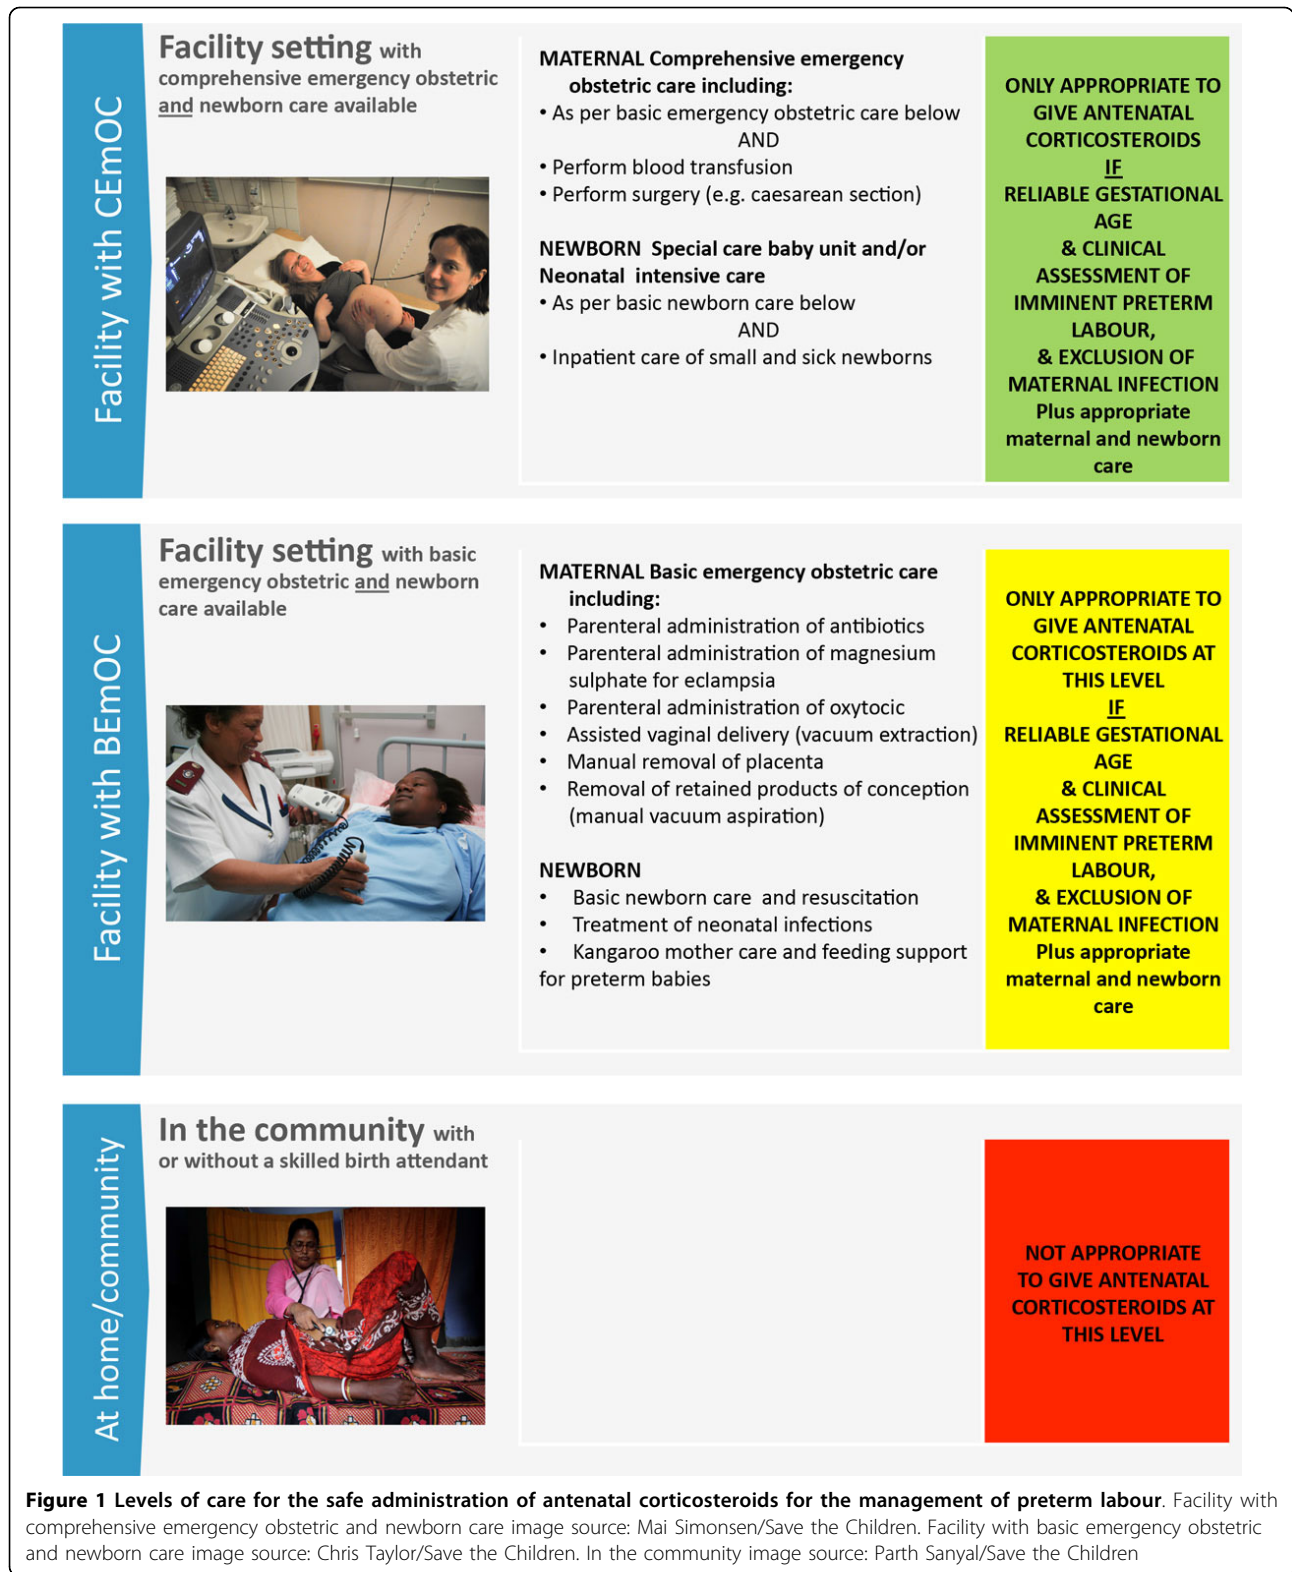 Facility with CEmOC
Facility setting with
comprehensive emergency obstetric
and newborn care available
MATERNAL Comprehensive emergency
obstetric care including:
• As per basic emergency obstetric care below
AND
• Perform blood transfusion
• Perform surgery (e.g. caesarean section)
NEWBORN Special care baby unit and/or
Neonatal intensive care
• As per basic newborn care below
AND
• Inpatient care of small and sick newborns
ONLY APPROPRIATE TO
GIVE ANTENATAL
CORTICOSTEROIDS
IF
RELIABLE GESTATIONAL
AGE
& CLINICAL
ASSESSMENT OF
IMMINENT PRETERM
LABOUR,
& EXCLUSION OF
MATERNAL INFECTION
Plus appropriate
maternal and newborn
care
Facility with BEmOC
Facility setting with basic
emergency obstetric and newborn
care available
MATERNAL Basic emergency obstetric care
including:
• Parenteral administration of antibiotics
• Parenteral administration of magnesium
sulphate for eclampsia
• Parenteral administration of oxytocic
• Assisted vaginal delivery (vacuum extraction)
• Manual removal of placenta
• Removal of retained products of conception
(manual vacuum aspiration)
NEWBORN
• Basic newborn care and resuscitation
• Treatment of neonatal infections
• Kangaroo mother care and feeding support
for preterm babies
ONLY APPROPRIATE TO
GIVE ANTENATAL
CORTICOSTEROIDS AT
THIS LEVEL
IF
RELIABLE GESTATIONAL
AGE
& CLINICAL
ASSESSMENT OF
IMMINENT PRETERM
LABOUR,
& EXCLUSION OF
MATERNAL INFECTION
Plus appropriate
maternal and newborn
care
At home/community
In the community with
or without a skilled birth attendant
NOT APPROPRIATE
TO GIVE ANTENATAL
CORTICOSTEROIDS AT
THIS LEVEL
Figure 1 Levels of care for the safe administration of antenatal corticosteroids for the management of preterm labour. Facility with
comprehensive emergency obstetric and newborn care image source: Mai Simonsen/Save the Children. Facility with basic emergency obstetric
and newborn care image source: Chris Taylor/Save the Children. In the community image source: Parth Sanyal/Save the Children